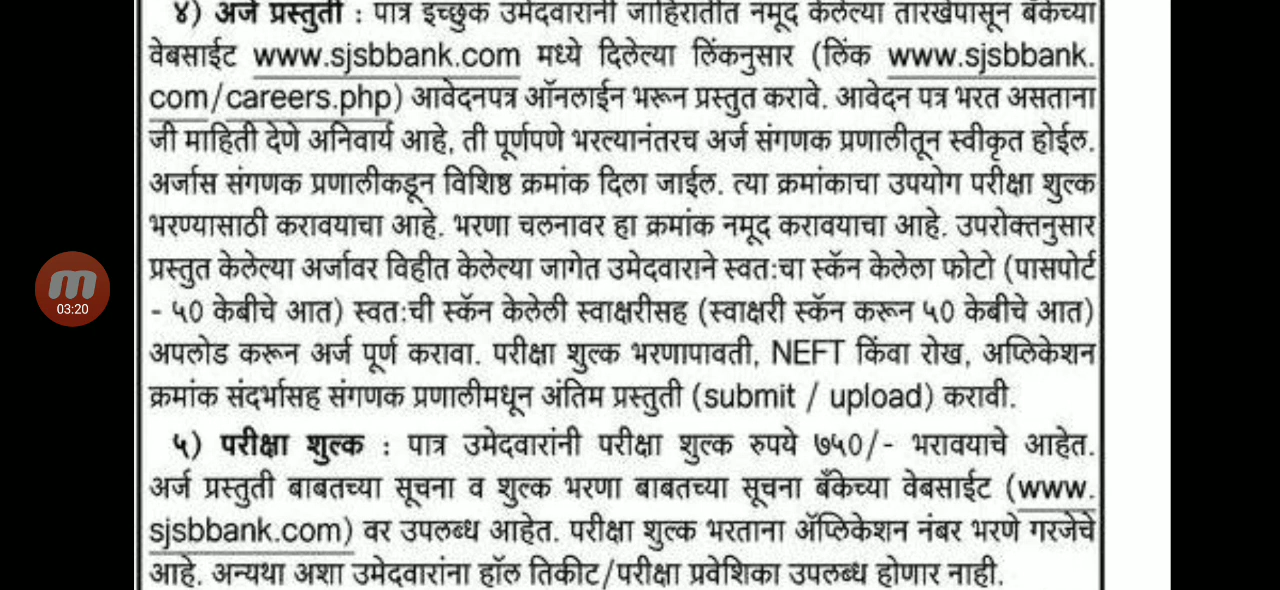 ४) अर्ज प्रस्तुती : पात्र इच्छुक उमेदवारांनी जाहिरातीत नमूद केलेल्या तारखेपासून बँकेच्या
वेबसाईट www.sjsbbank.com मध्ये दिलेल्या लिंकनुसार (लिंक www.sjsbbank.
com/careers.php) आवेदनपत्र ऑनलाईन भरून प्रस्तुत करावे. आवेदन पत्र भरत असताना
जी माहिती देणे अनिवार्य आहे, ती पूर्णपणे भरल्यानंतरच अर्ज संगणक प्रणालीतून स्वीकृत होईल.
अर्जास संगणक प्रणालीकडून विशिष्ठ क्रमांक दिला जाईल. त्या क्रमांकाचा उपयोग परीक्षा शुल्क
भरण्यासाठी करावयाचा आहे. भरणा चलनावर हा क्रमांक नमूद करावयाचा आहे. उपरोक्तनुसार
प्रस्तुत केलेल्या अर्जावर विहीत केलेल्या जागेत उमेदवाराने स्वत:चा स्कॅन केलेला फोटो (पासपोर्ट
03:20
- ५० केबीचे आत) स्वत:ची स्कॅन केलेली स्वाक्षरीसह (स्वाक्षरी स्कॅन करून ५० केबीचे आत)
अपलोड करून अर्ज पूर्ण करावा. परीक्षा शुल्क भरणापावती, NEFT किंवा रोख, अप्लिकेशन
क्रमांक संदर्भासह संगणक प्रणालीमधून अंतिम प्रस्तुती (submit / upload) करावी.
५) परीक्षा शुल्क : पात्र उमेदवारांनी परीक्षा शुल्क रुपये ७५०/- भरावयाचे आहेत.
अर्ज प्रस्तुती बाबतच्या सूचना व शुल्क भरणा बाबतच्या सूचना बँकेच्या वेबसाईट (www.
sjsbbank.com) वर उपलब्ध आहेत. परीक्षा शुल्क भरताना ॲप्लिकेशन नंबर भरणे गरजेचे
आहे. अन्यथा अशा उमेदवारांना हॉल तिकीट/परीक्षा प्रवेशिका उपलब्ध होणार नाही.